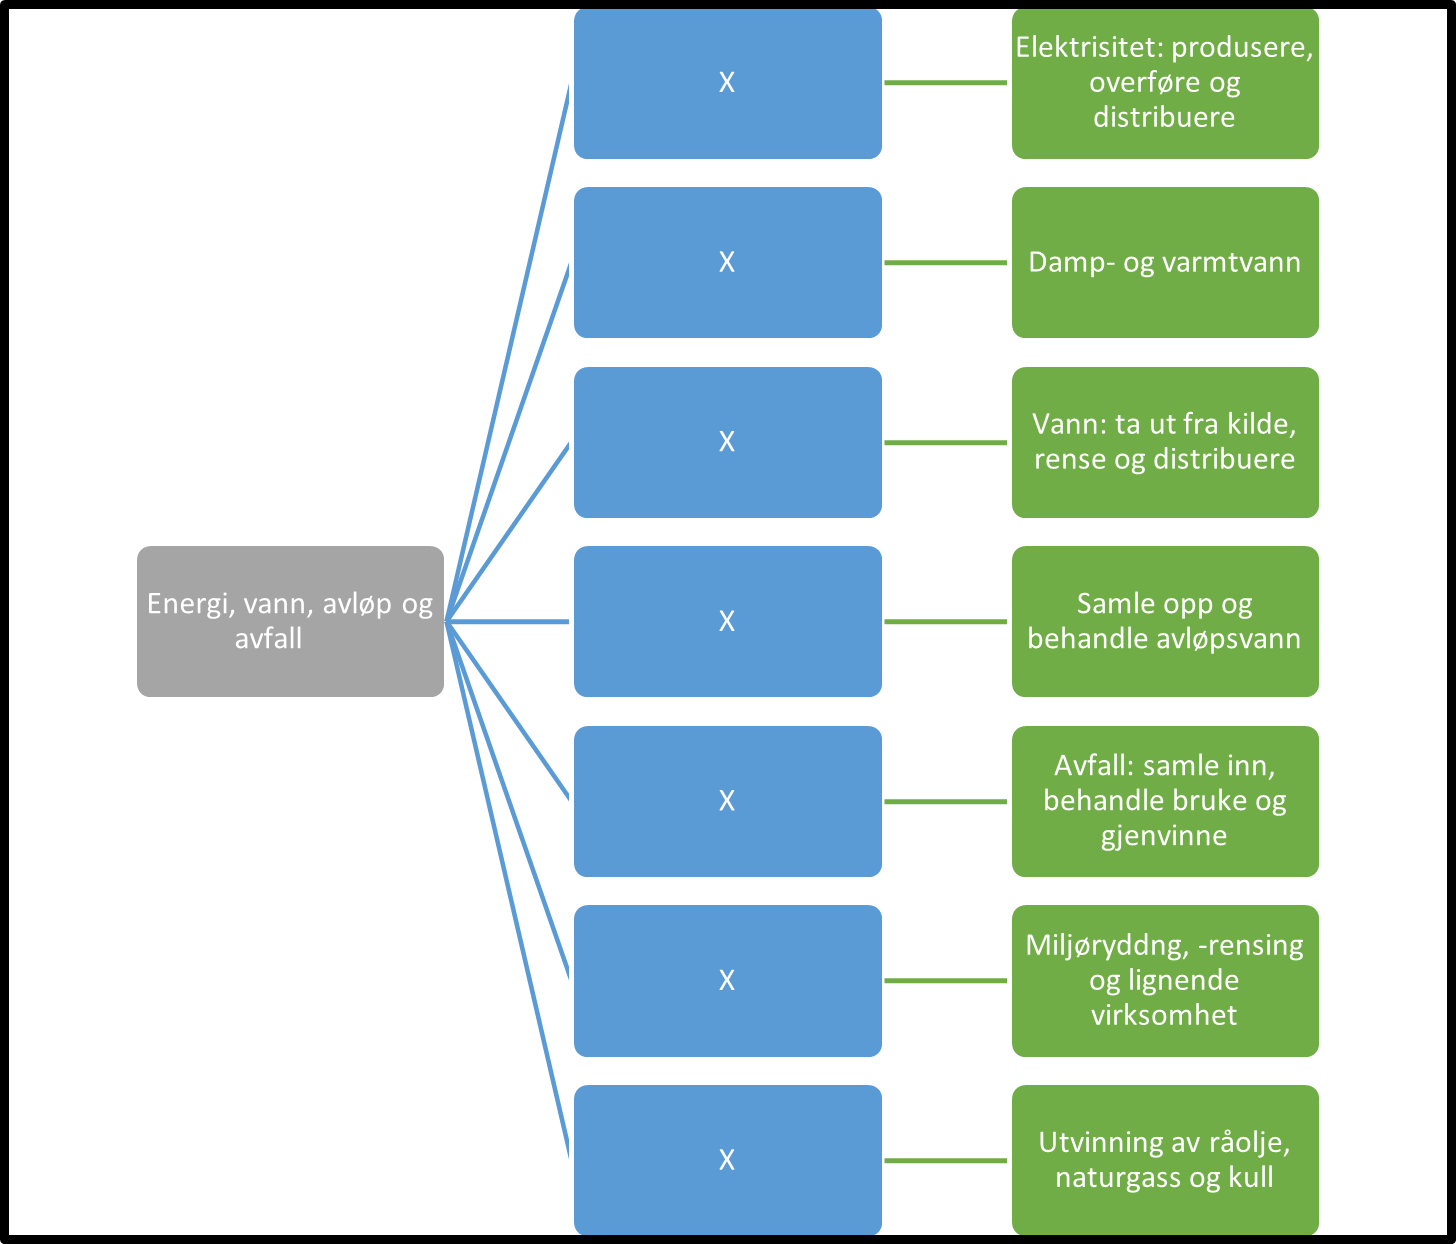 X
Elektrisitet: produsere,
overføre og
distribuere
X
Damp- og varmtvann
X
Vann: ta ut fra kilde,
rense og distribuere
Energi, vann, avløp og
avfall
X
Samle opp og
behandle avløpsvann
X
Avfall: samle inn,
behandle bruke og
gjenvinne
X
Miljøryddng, -rensing
og lignende
virksomhet
X
Utvinning av råolje,
naturgass og kull